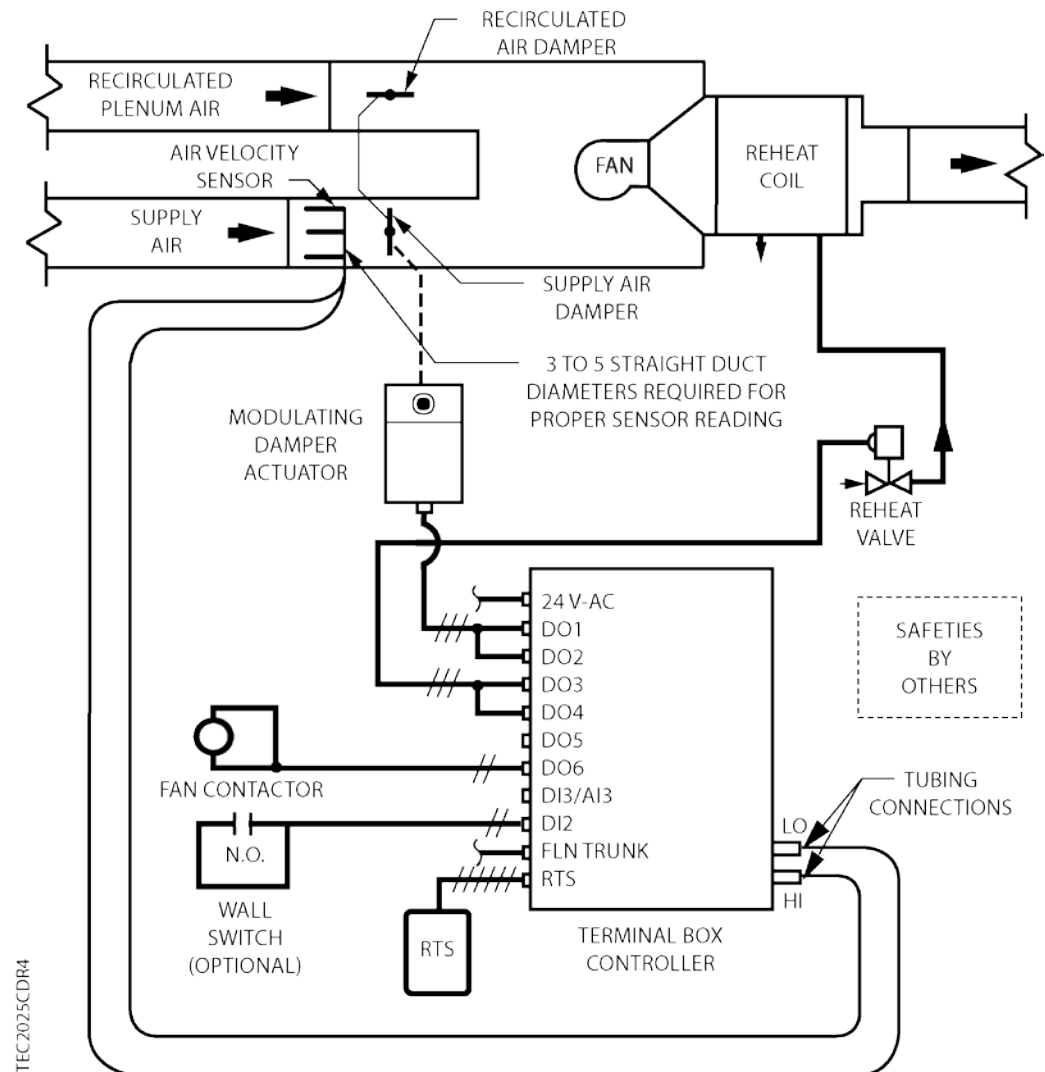 RECIRCULATED
AIR DAMPER
RECIRCULATED
PLENUM AIR
AIR VELOCITY
SENSOR
FAN
REHEAT
COIL
SUPPLY
AIR
SUPPLY AIR
DAMPER
3 TO 5 STRAIGHT DUCT
DIAMETERS REQUIRED FOR
PROPER SENSOR READING
MODULATING
DAMPER
ACTUATOR
REHEAT
VALVE
24 V-AC
DO1
DO2
DO3
DO4
DO5
DO6
DI3/AI3
DI2
FLN TRUNK
RTS
SAFETIES
BY
OTHERS
FAN CONTACTOR
TUBING
CONNECTIONS
LO
HI
N.O.
WALL
SWITCH
(OPTIONAL)
RTS
TERMINAL BOX
CONTROLLER
TEC2025CDR4